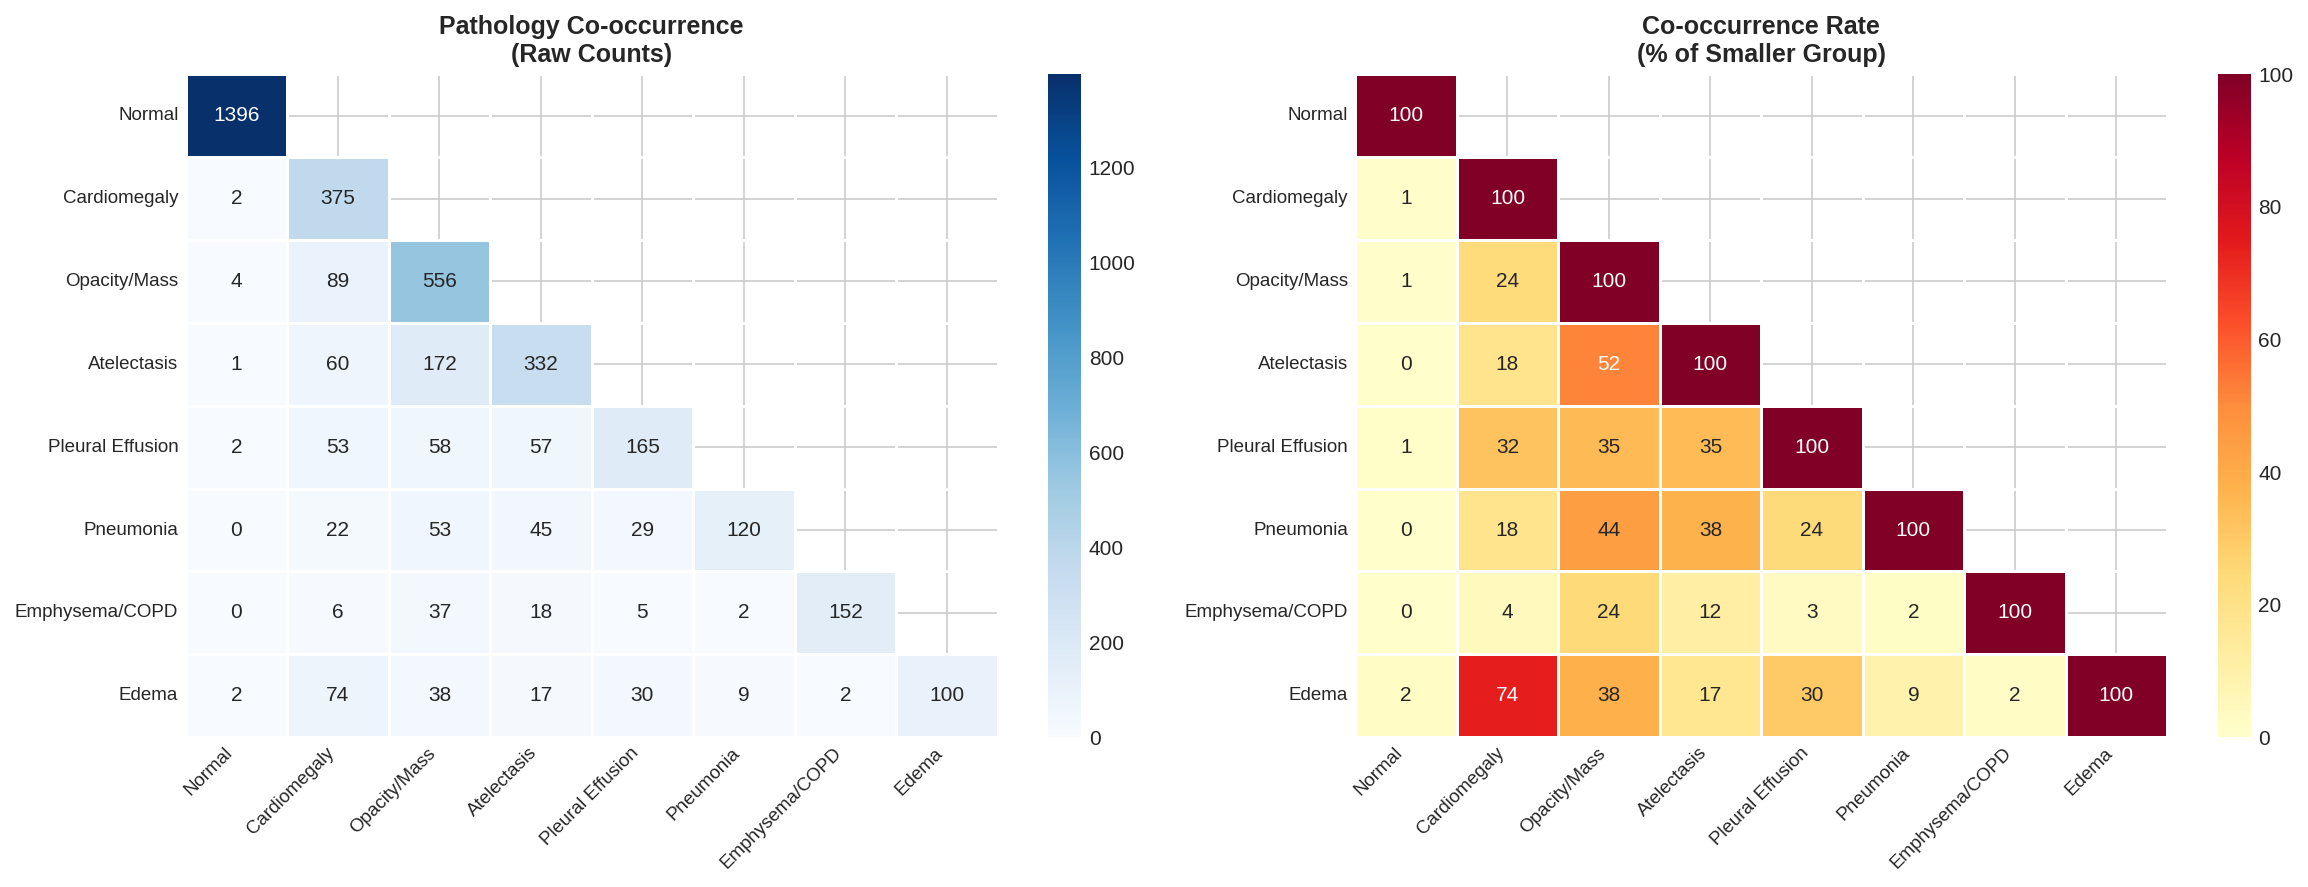 Pathology Co-occurrence
(Raw Counts)
Normal 1396
Cardiomegaly 2 375
Opacity/Mass 4 89 556
Atelectasis 1 60 172 332
Pleural Effusion 2 53 58 57 165
Pneumonia 0 22 53 45 29 120
Emphysema/COPD 0 6 37 18 5 2 152
Edema 2 74 38 17 30 9 2 100
Normal Cardiomegaly Opacity/Mass Atelectasis Pleural Effusion Pneumonia Emphysema/COPD Edema
1200
1000
800
600
400
200
0
Co-occurrence Rate
(% of Smaller Group)
Normal 100
Cardiomegaly 1 100
Opacity/Mass 1 24 100
Atelectasis 0 18 52 100
Pleural Effusion 1 32 35 35 100
Pneumonia 0 18 44 38 24 100
Emphysema/COPD 0 4 24 12 3 2 100
Edema 2 74 38 17 30 9 2 100
Normal Cardiomegaly Opacity/Mass Atelectasis Pleural Effusion Pneumonia Emphysema/COPD Edema
100
80
60
40
20
0